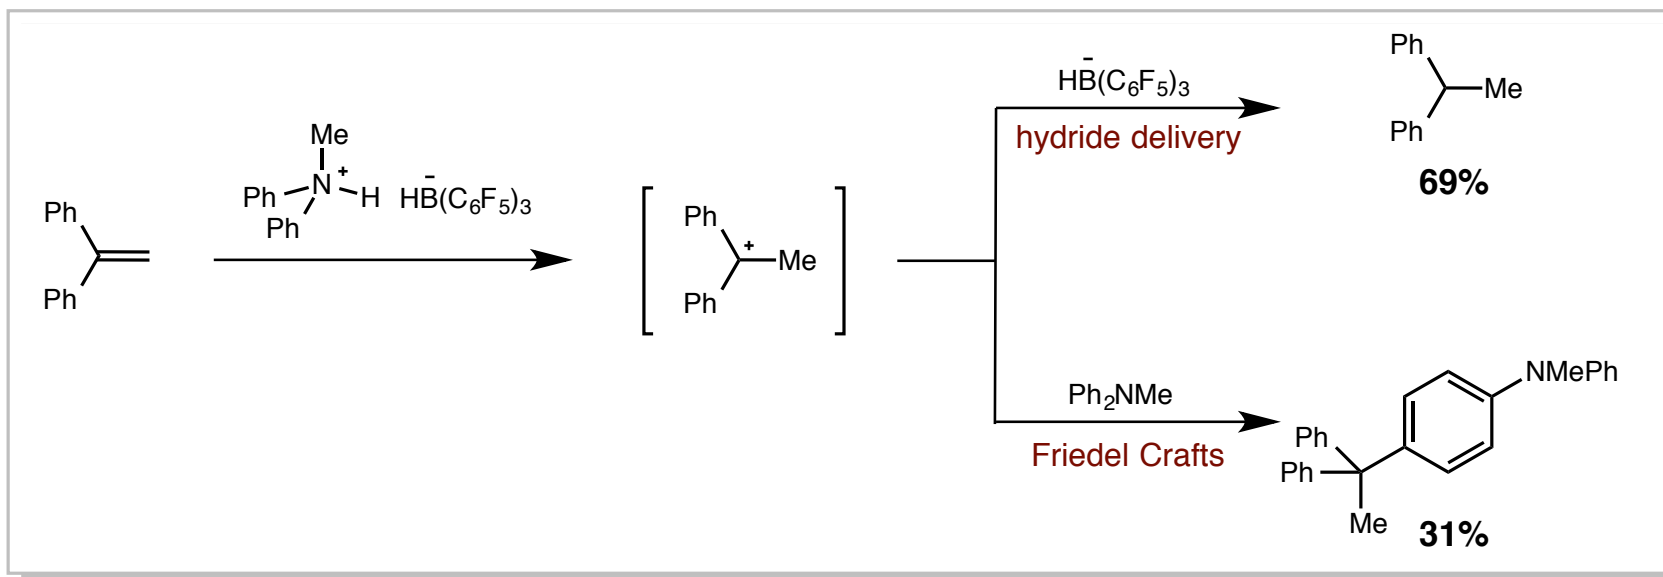 Ph
Ph
Me
N+
H
Ph
Ph
HB̄(C6F5)3
Ph
+
Me
Ph
HB̄(C6F5)3
hydride delivery
Ph
Me
Ph
69%
Ph2NMe
Friedel Crafts
NMePh
Ph
Ph
Me
31%